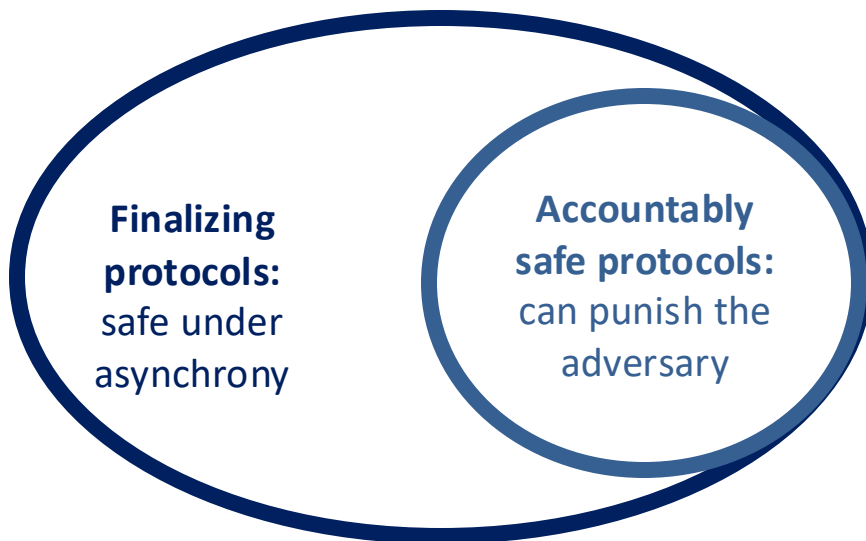 Finalizing
protocols:
safe under
asynchrony
Accountably
safe protocols:
can punish the
adversary